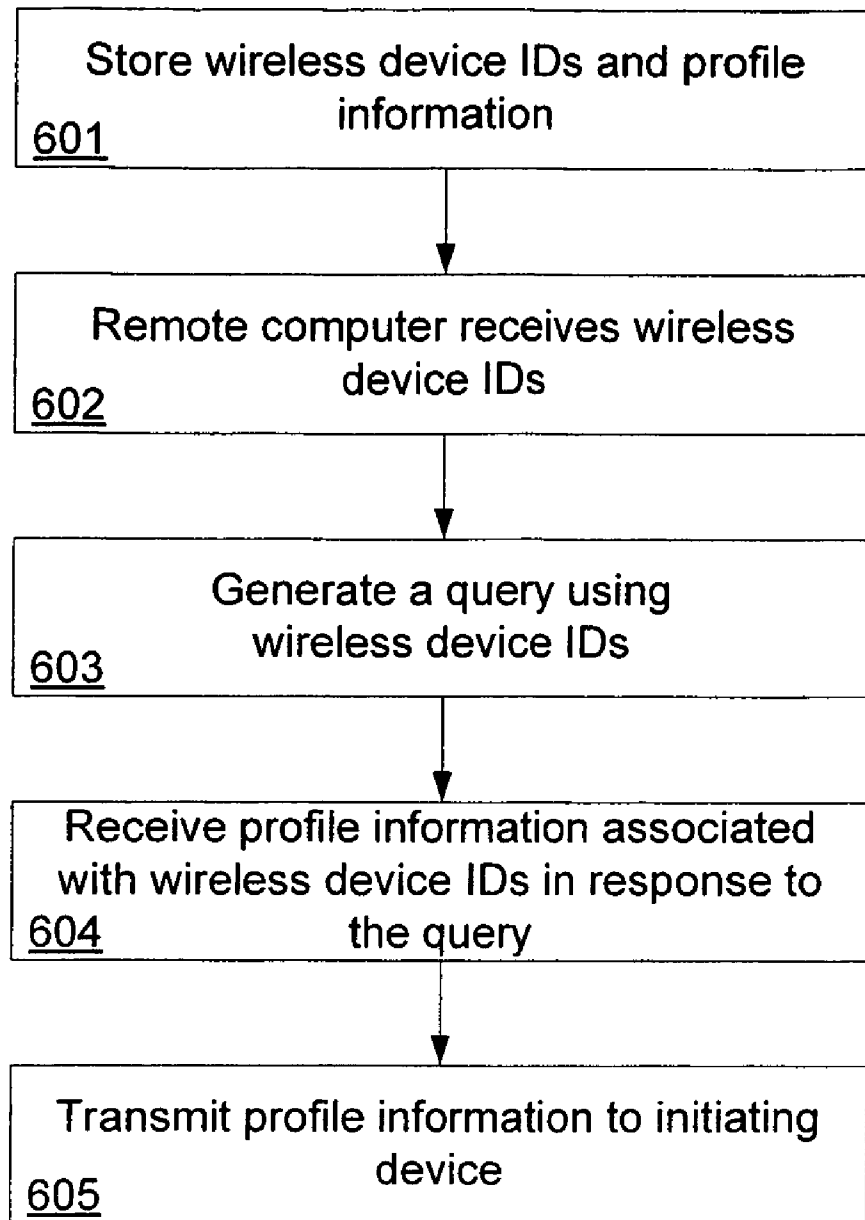 Store wireless device IDs and profile
information
601
Remote computer receives wireless
device IDs
602
Generate a query using
wireless device IDs
603
Receive profile information associated
with wireless device IDs in response to
the query
604
Transmit profile information to initiating
device
605